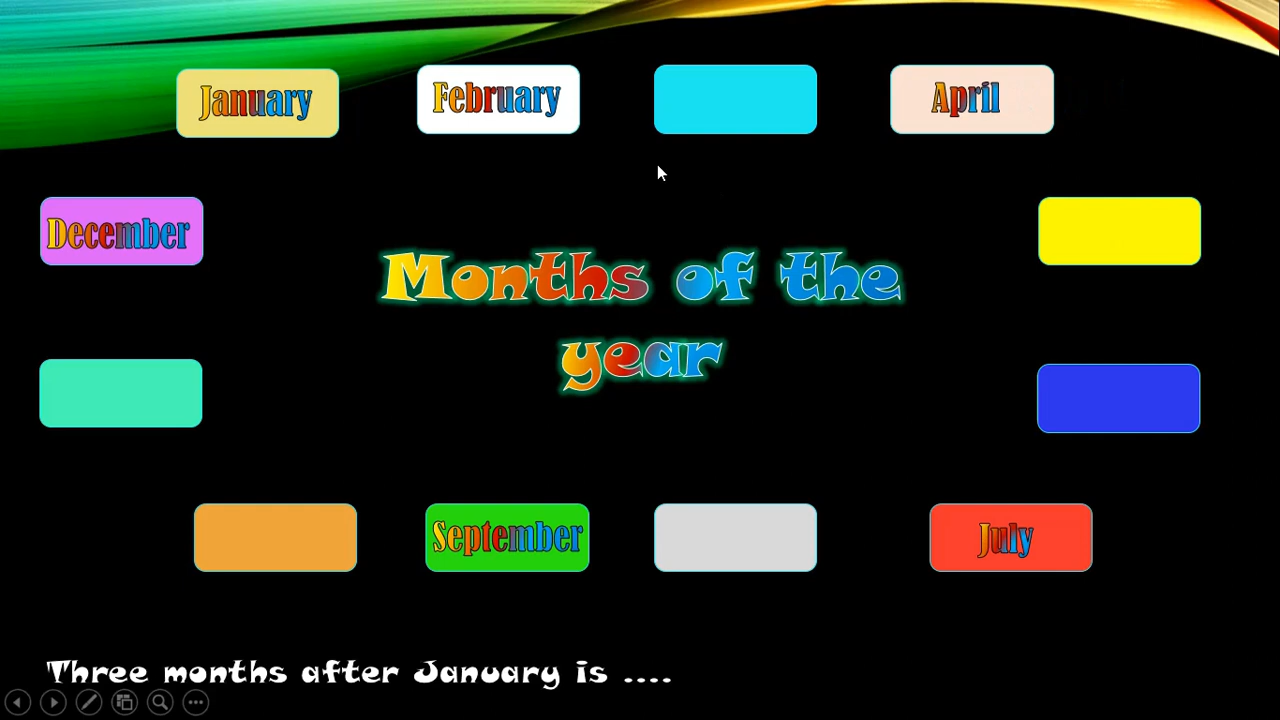 January
February
April
December
Months of the
year
September
July
Three months after January is ....